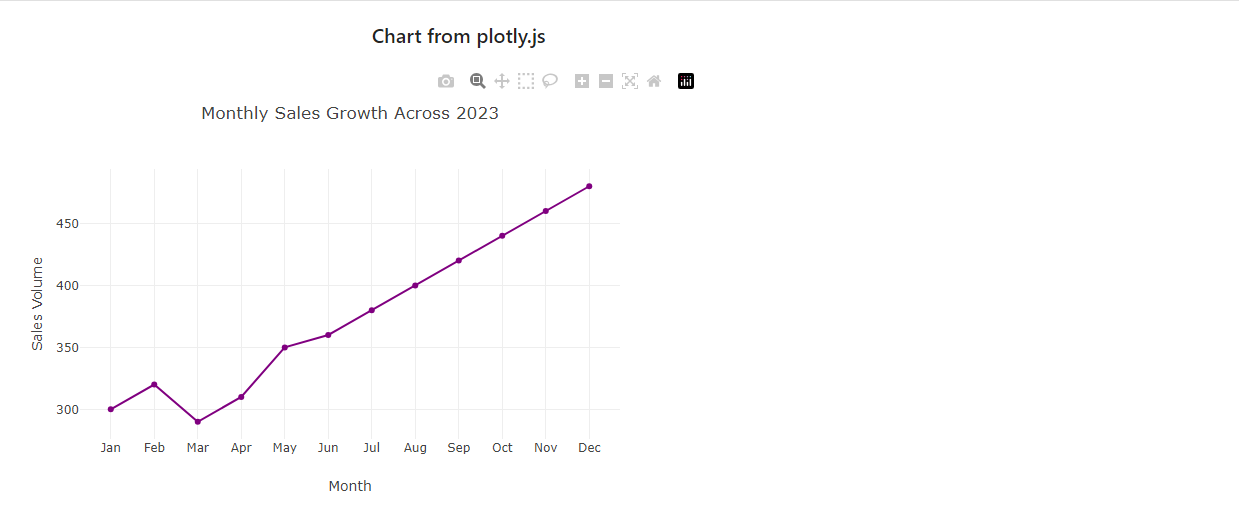 Chart from plotly.js
Monthly Sales Growth Across 2023
450
400
350
300
Sales Volume
Jan Feb Mar Apr May Jun Jul Aug Sep Oct Nov Dec
Month